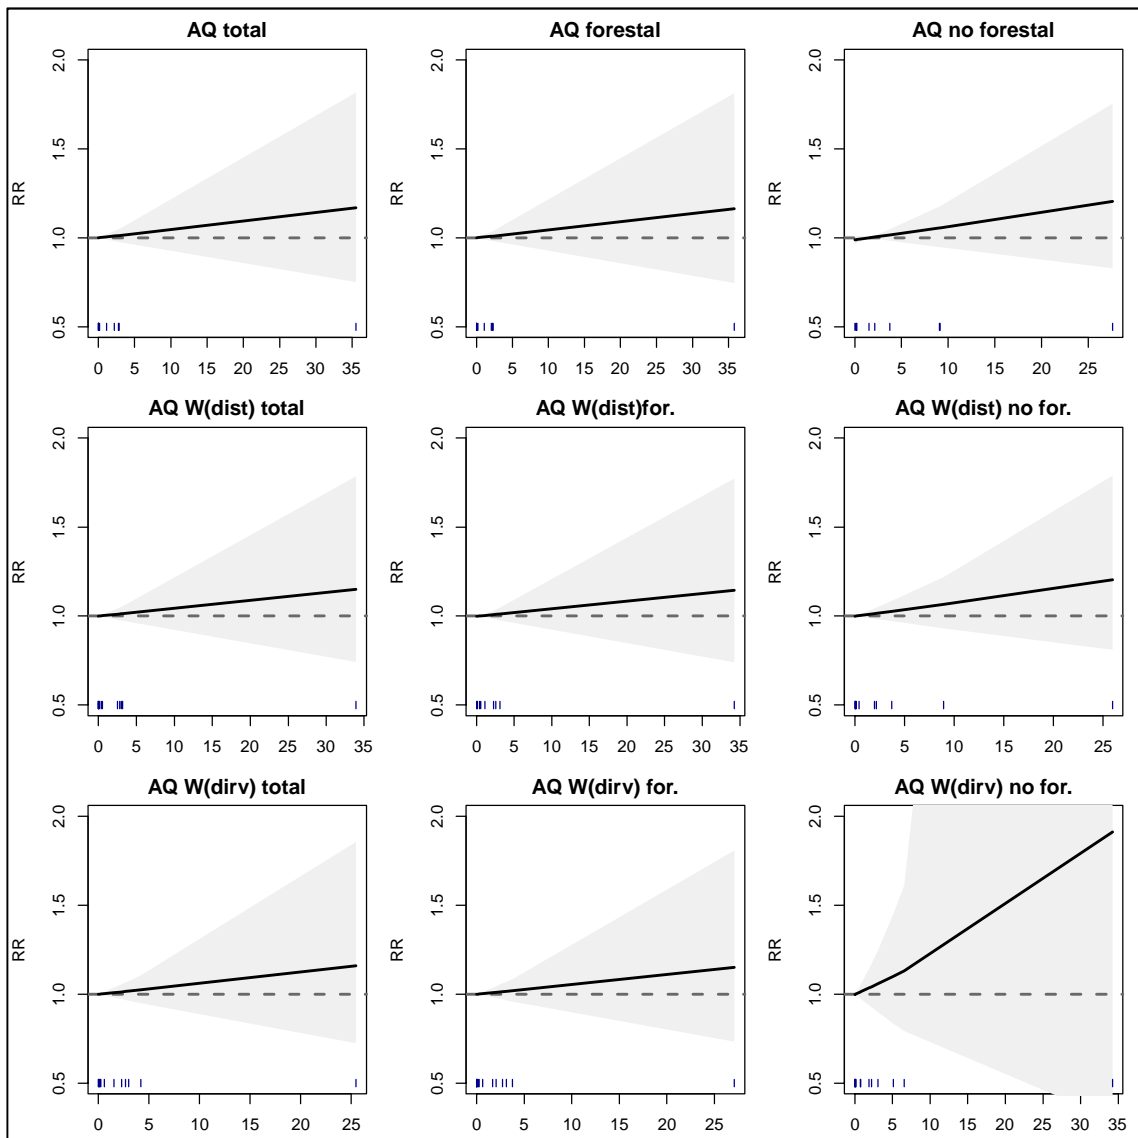 AQ total
AQ forestal
AQ no forestal
RR
2.0
1.5
1.0
0.5
0 5 10 15 20 25 30 35
RR
2.0
1.5
1.0
0.5
0 5 10 15 20 25 30 35
RR
2.0
1.5
1.0
0.5
0 5 10 15 20 25
AQ W(dist) total
AQ W(dist)for.
AQ W(dist) no for.
RR
2.0
1.5
1.0
0.5
0 5 10 15 20 25 30 35
RR
2.0
1.5
1.0
0.5
0 5 10 15 20 25 30 35
RR
2.0
1.5
1.0
0.5
0 5 10 15 20 25
AQ W(dirv) total
AQ W(dirv) for.
AQ W(dirv) no for.
RR
2.0
1.5
1.0
0.5
0 5 10 15 20 25
RR
2.0
1.5
1.0
0.5
0 5 10 15 20 25
RR
2.0
1.5
1.0
0.5
0 5 10 15 20 25 30 35